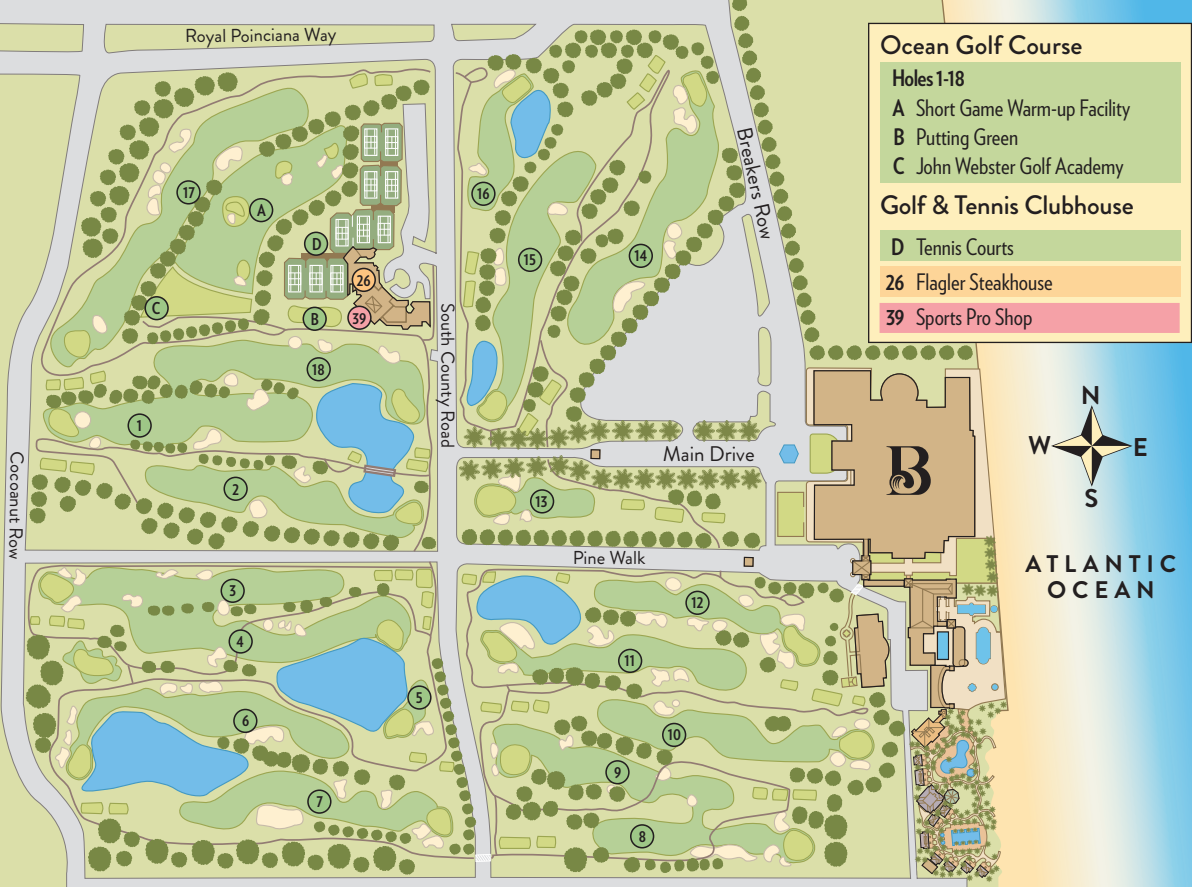 Royal Poinciana Way
Ocean Golf Course
Holes 1-18
A Short Game Warm-up Facility
B Putting Green
C John Webster Golf Academy
Golf & Tennis Clubhouse
D Tennis Courts
26 Flagler Steakhouse
39 Sports Pro Shop
Breakers Row
17
A
16
D
15
14
26
C
B
39
South County Road
18
1
Main Drive
B
N
W E
S
Cocoanut Row
2
13
Pine Walk
ATLANTIC
OCEAN
3
12
4
11
5
6
10
9
7
8